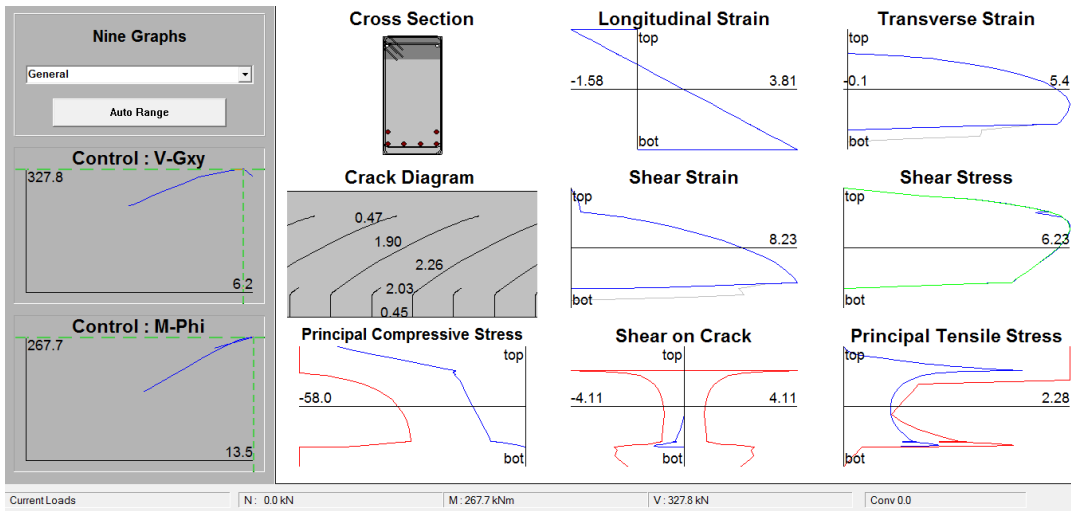 Nine Graphs
General
Auto Range
Control : V-Gxy
327.8
6.2
Control : M-Phi
267.7
13.5
Cross Section
Longitudinal Strain
top
-1.58
3.81
bot
Transverse Strain
top
-0.1
5.4
bot
Crack Diagram
0.47
1.90
2.26
2.03
0.45
Shear Strain
top
8.23
bot
Shear Stress
top
6.23
bot
Principal Compressive Stress
top
-58.0
bot
Shear on Crack
top
-4.11
4.11
bot
Principal Tensile Stress
top
2.28
bot
Current Loads
N : 0.0 kN
M : 267.7 kNm
V : 327.8 kN
Conv 0.0